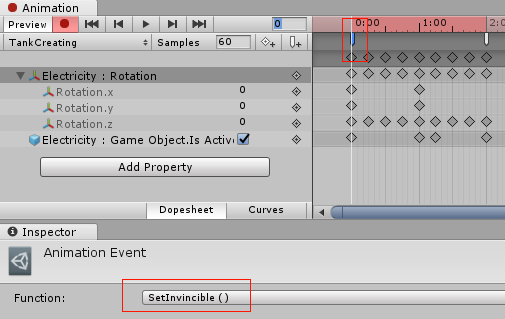 Animation
Preview 0 0:00 1:00 2:0
TankCreating Samples 60
Electricity : Rotation
Rotation.x 0
Rotation.y 0
Rotation.z 0
Electricity : Game Object.Is Active
Add Property
Dopesheet Curves
Inspector
Animation Event
Function: SetInvincible ( )